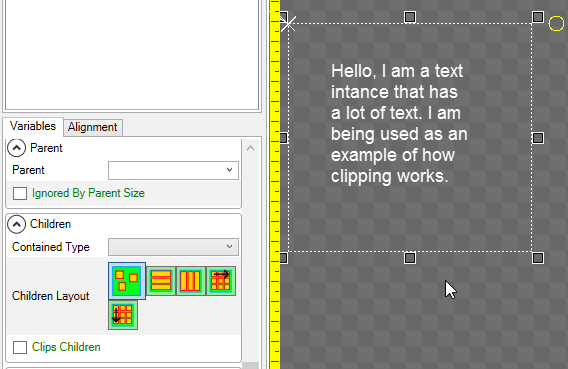 Variables
Alignment
Parent
Parent
Ignored By Parent Size
Children
Contained Type
Children Layout
Clips Children
Hello, I am a text
intance that has
a lot of text. I am
being used as an
example of how
clipping works.